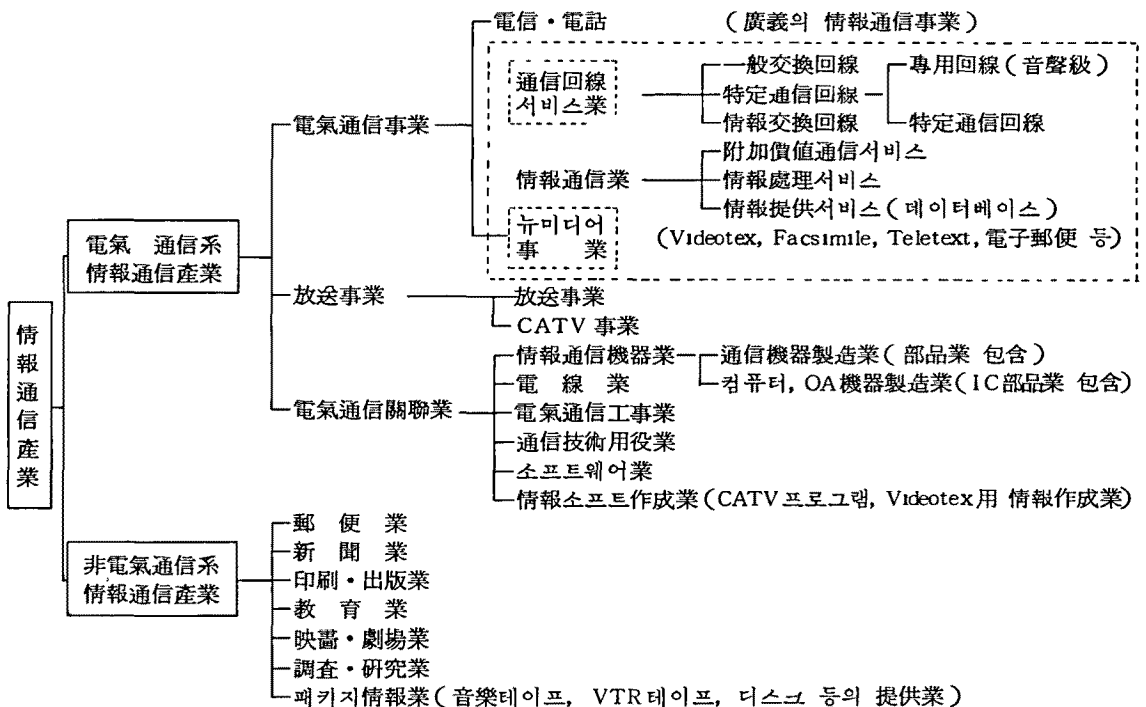 電信・電話 (廣義의 情報通信事業)
通信回線
서비스業
一般交換回線
特定通信回線
情報交換回線
專用回線(音聲級)
特定通信回線
電氣通信事業
情報通信業
附加價値通信서비스
情報處理서비스
情報提供서비스(데이터베이스)
뉴미디어
事 業
(Videotex, Facsimile, Teletext, 電子郵便 등)
電氣 通信系
情報通信產業
放送事業
放送事業
CATV 事業
情報通信產業
電氣通信關聯業
情報通信機器業
通信機器製造業(部品業 包含)
컴퓨터, OA機器製造業(IC部品業 包含)
電線業
電氣通信工事業
通信技術用役業
소프트웨어業
情報소프트作成業(CATV프로그램, Videotex用 情報作成業)
非電氣通信系
情報通信產業
郵便業
新聞業
印刷・出版業
教育業
映畵・劇場業
調査・硏究業
패키지情報業(音樂테이프, VTR테이프, 디스크 등의 提供業)